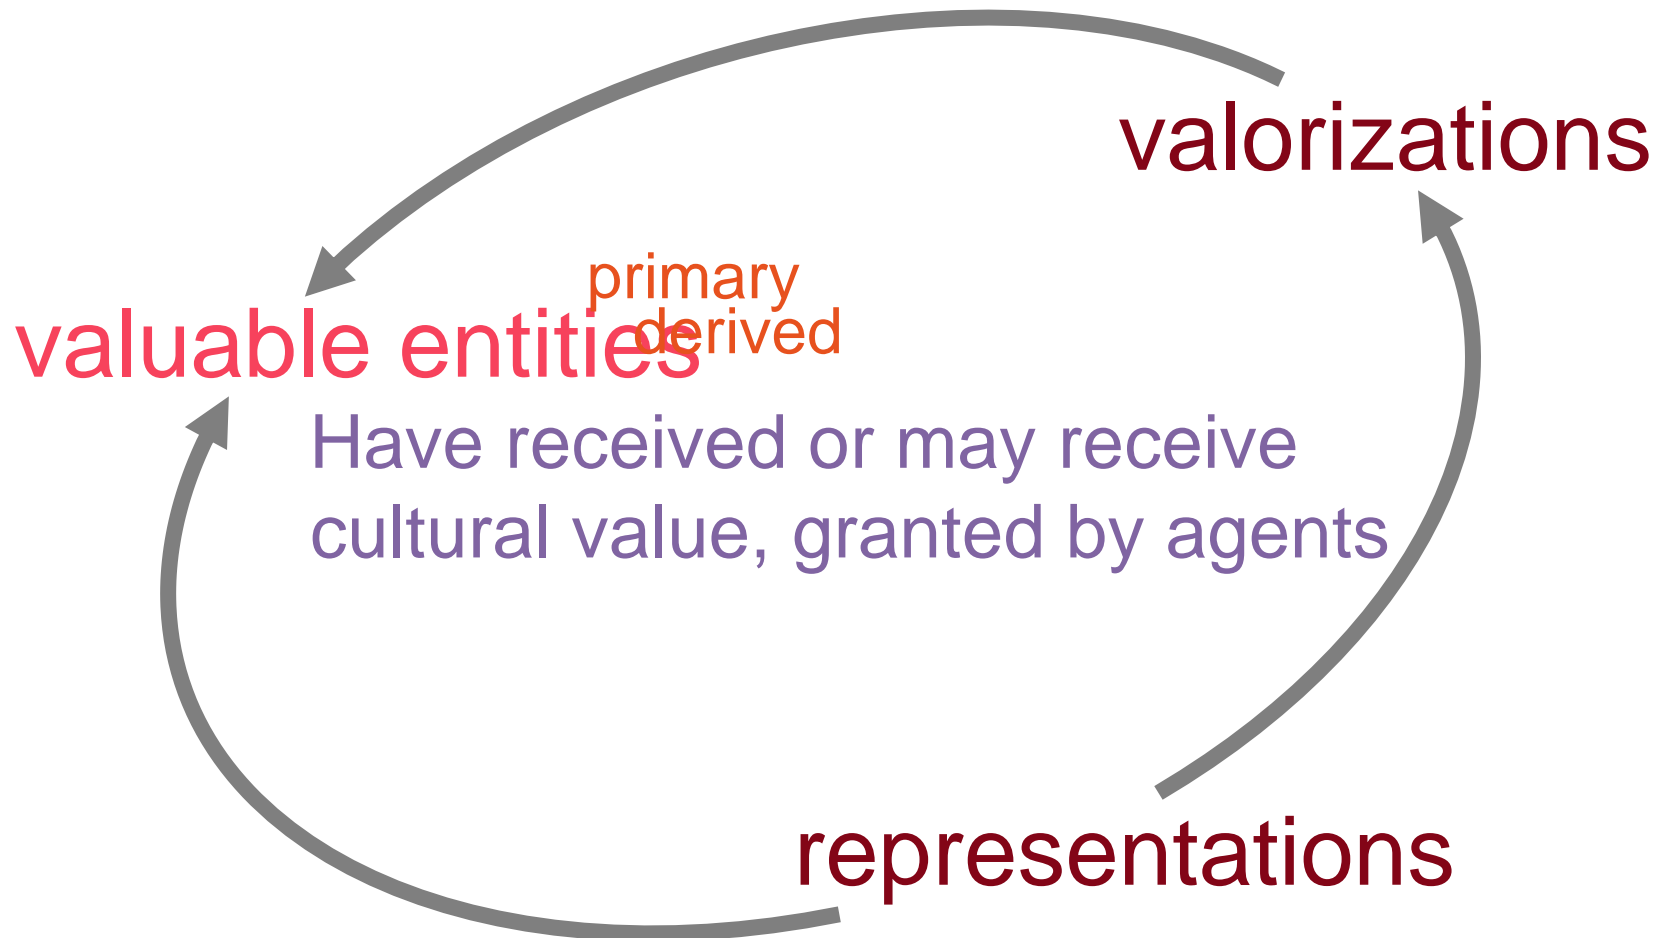 valorizations
primary
derived
valuable entities
Have received or may receive
cultural value, granted by agents
representations